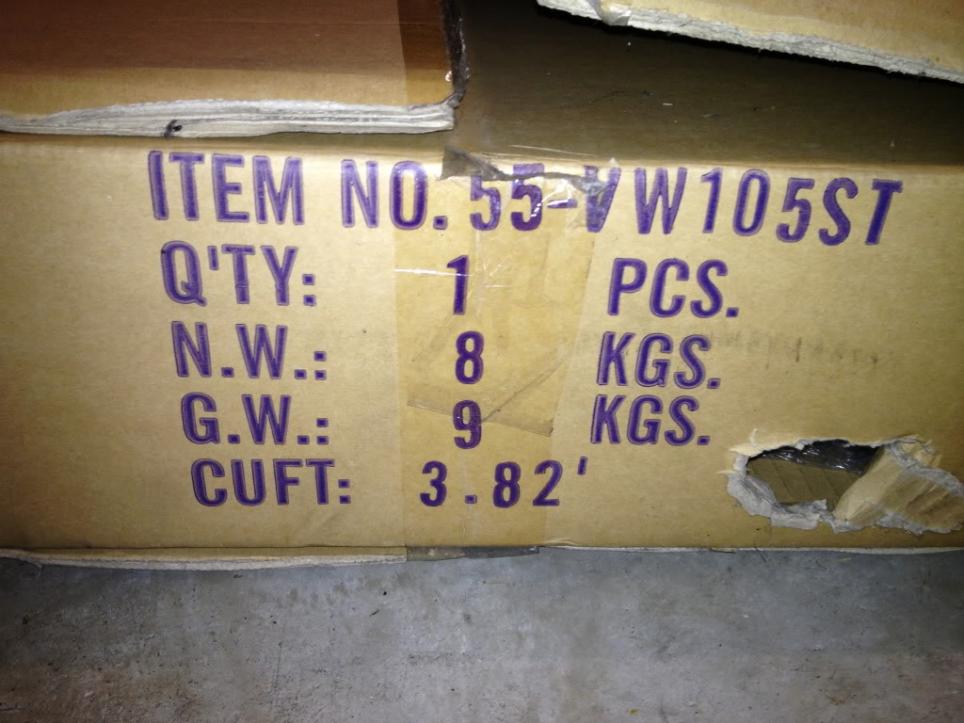 ITEM NO. 55-VW105ST
Q'TY: 1 PCS.
N.W.: 8 KGS.
G.W.: 9 KGS.
CUFT: 3.82'